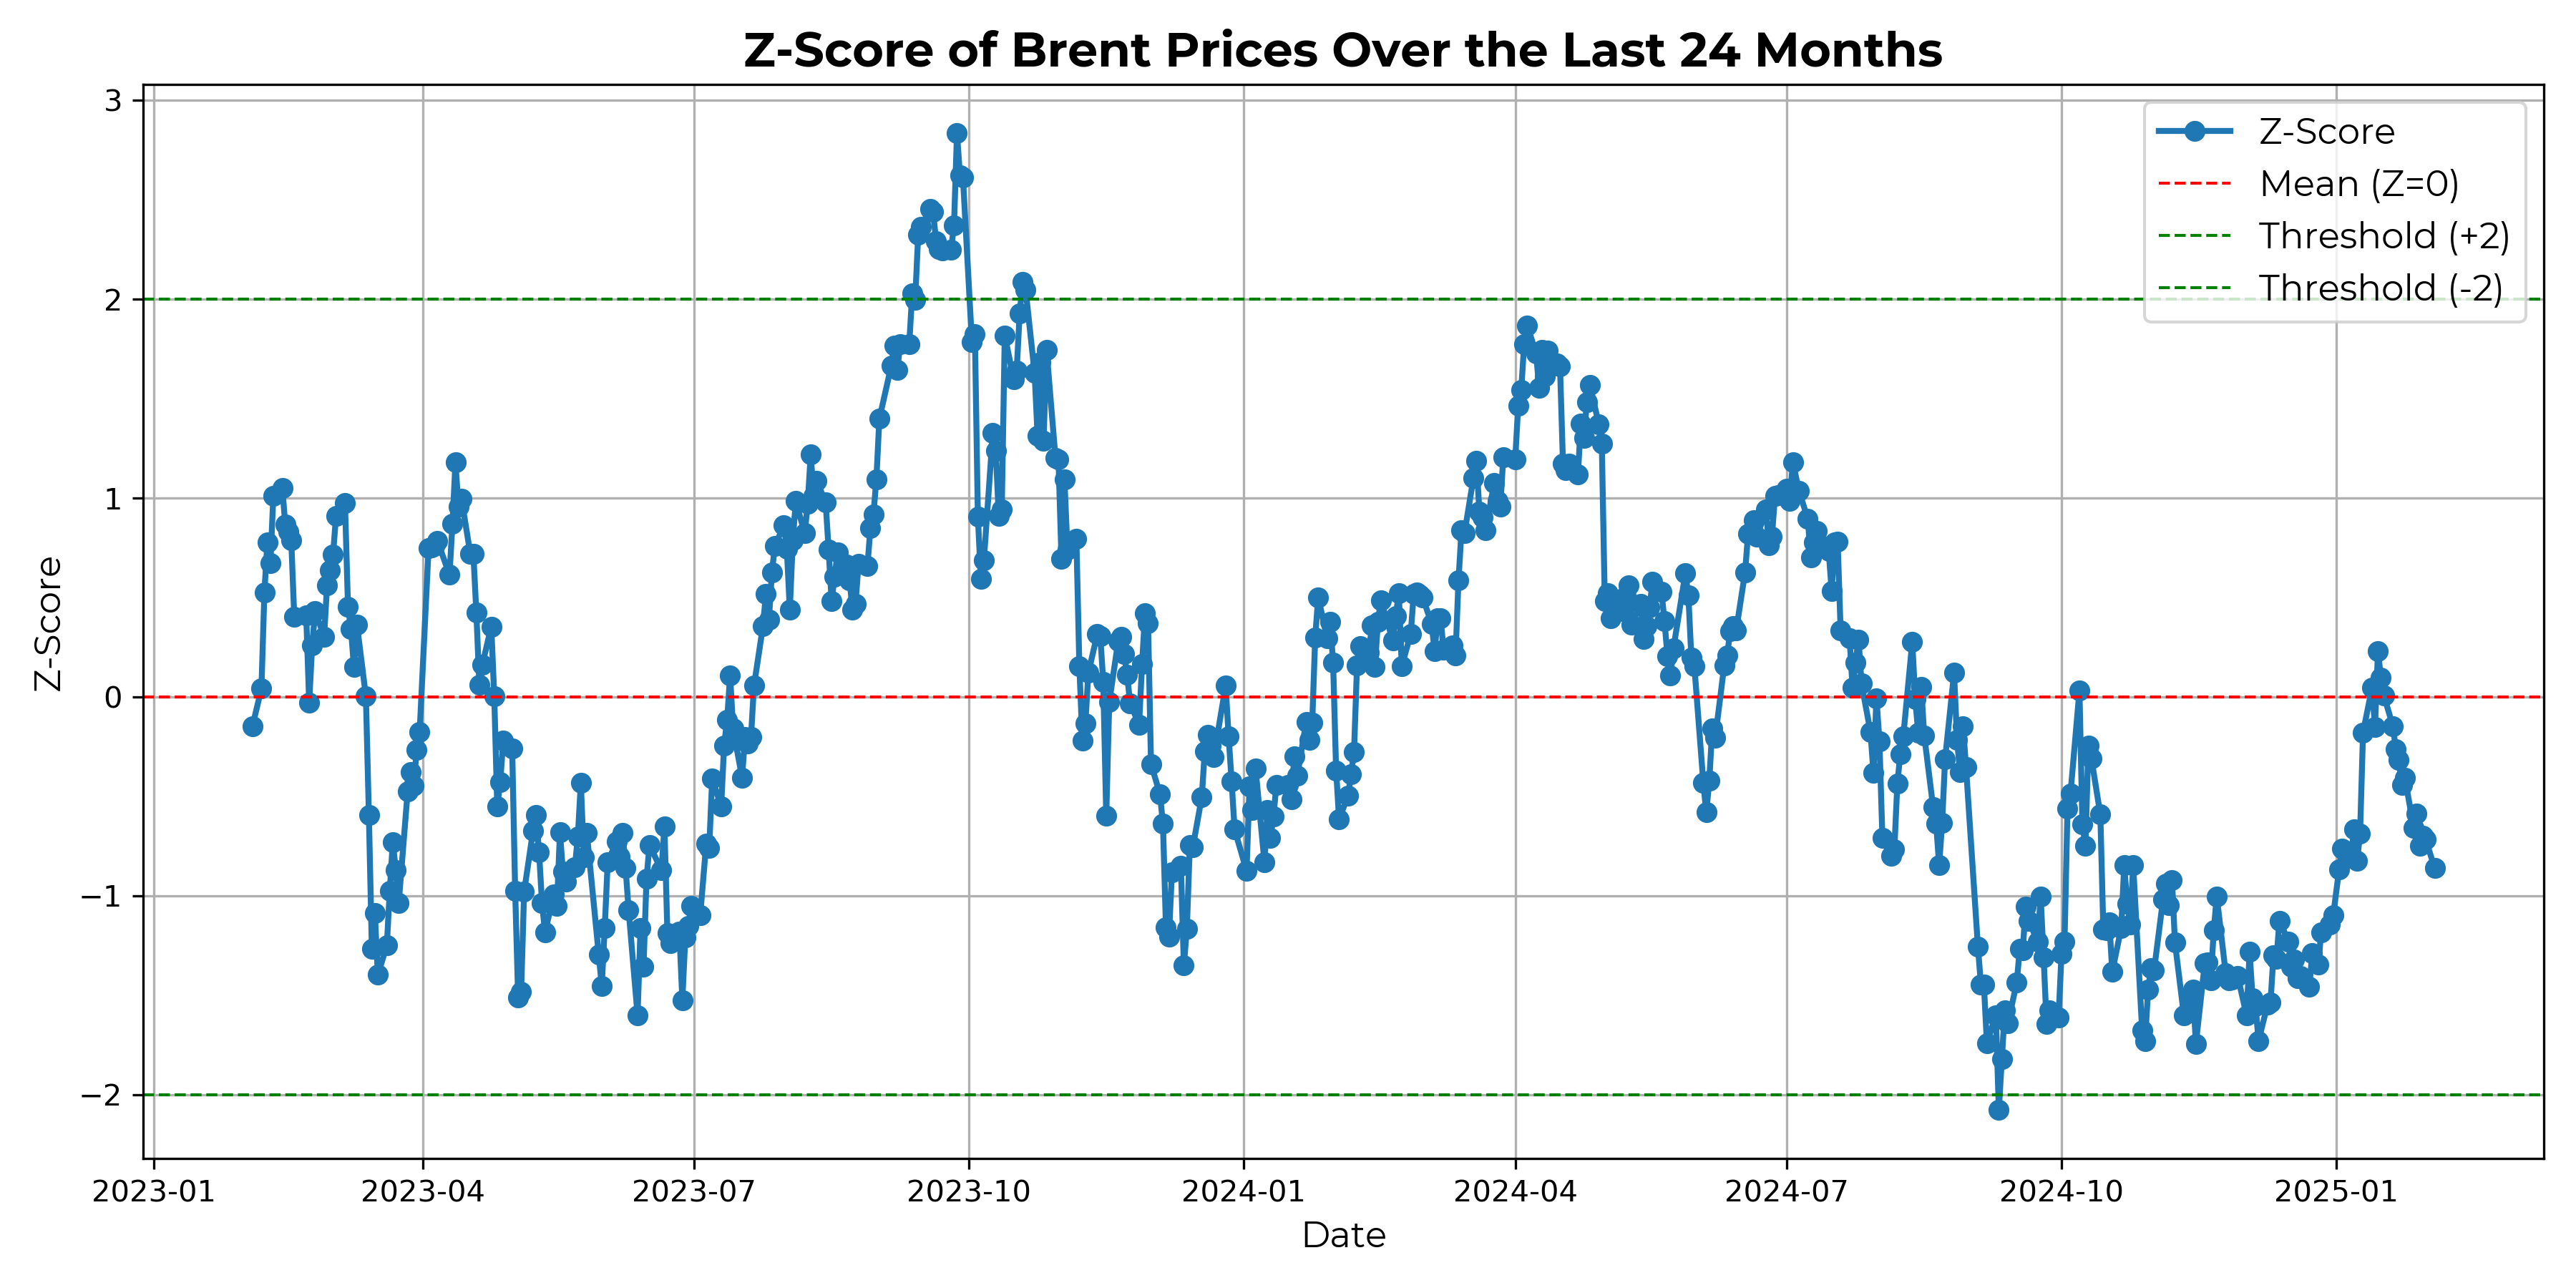 Z-Score of Brent Prices Over the Last 24 Months
3
2
1
0
−1
−2
Z-Score
Z-Score
Mean (Z=0)
Threshold (+2)
Threshold (-2)
2023-01
2023-04
2023-07
2023-10
2024-01
2024-04
2024-07
2024-10
2025-01
Date